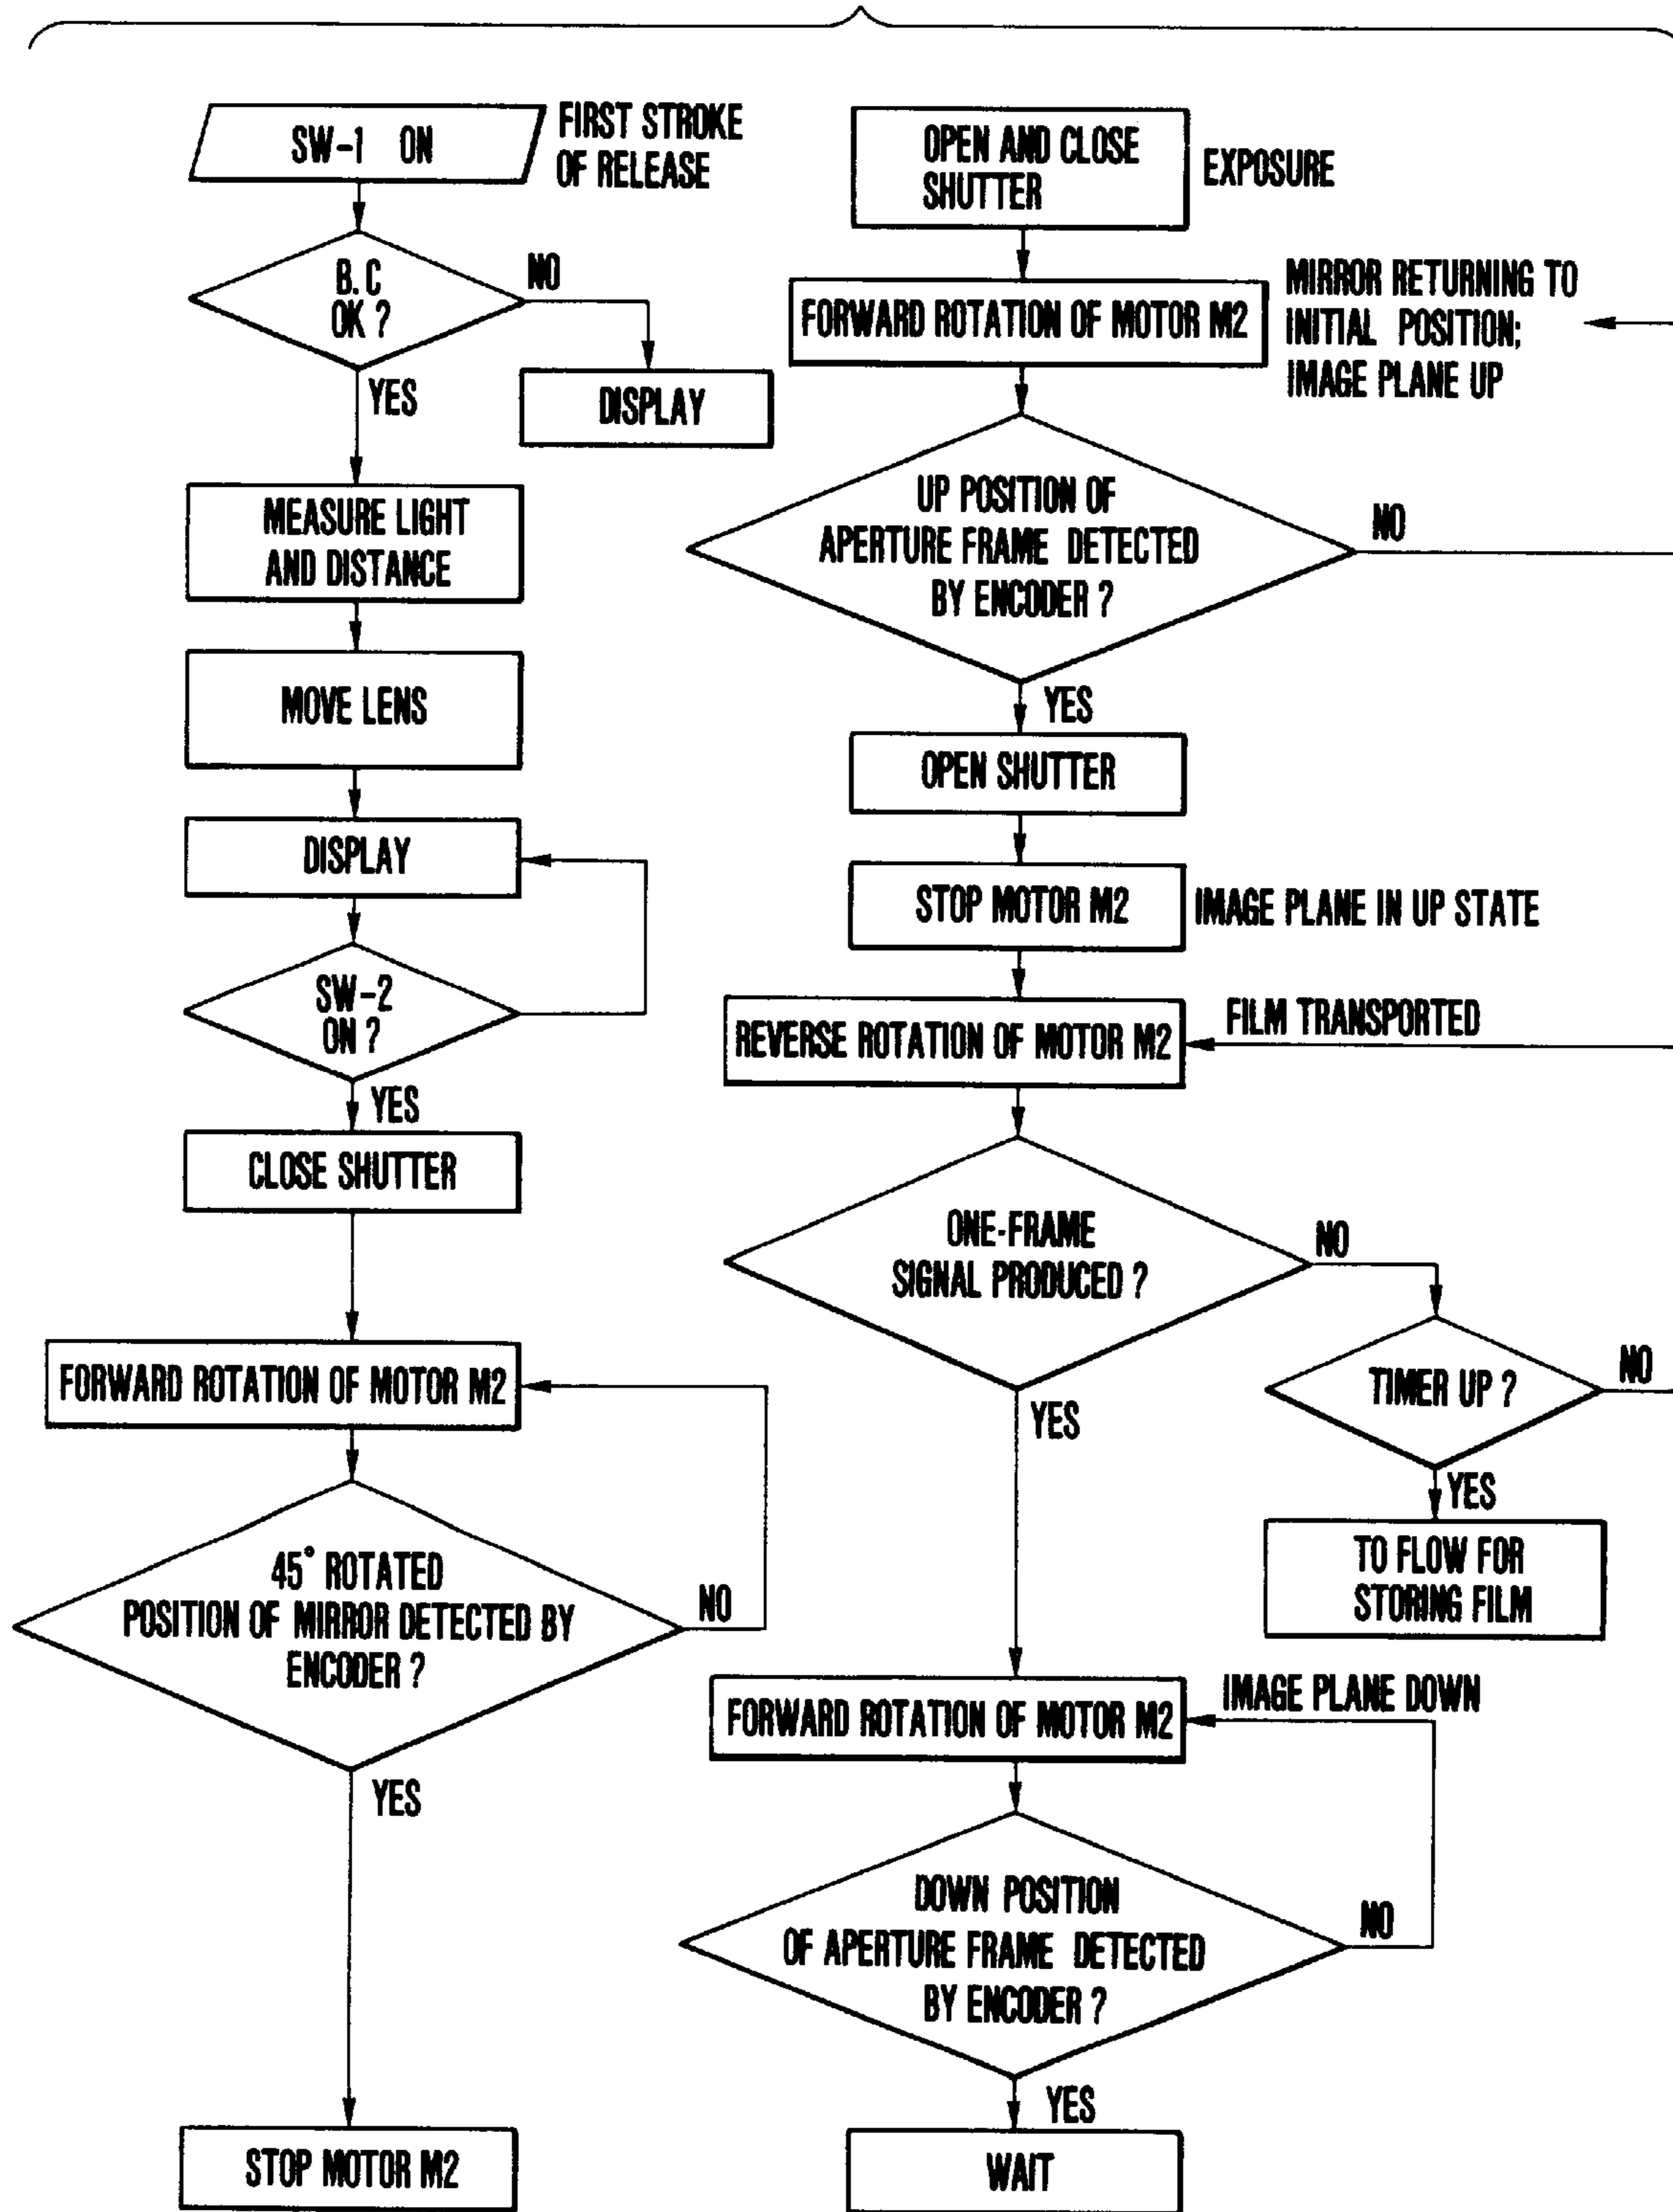 SW-1 ON
FIRST STROKE
OF RELEASE
B.C
OK ?
NO
DISPLAY
YES
MEASURE LIGHT
AND DISTANCE
MOVE LENS
DISPLAY
SW-2
ON ?
YES
CLOSE SHUTTER
FORWARD ROTATION OF MOTOR M2
45° ROTATED
POSITION OF MIRROR DETECTED BY
ENCODER ?
NO
YES
STOP MOTOR M2
OPEN AND CLOSE
SHUTTER
EXPOSURE
FORWARD ROTATION OF MOTOR M2
MIRROR RETURNING TO
INITIAL POSITION;
IMAGE PLANE UP
UP POSITION OF
APERTURE FRAME DETECTED
BY ENCODER ?
NO
YES
OPEN SHUTTER
STOP MOTOR M2
IMAGE PLANE IN UP STATE
REVERSE ROTATION OF MOTOR M2
FILM TRANSPORTED
ONE-FRAME
SIGNAL PRODUCED ?
NO
TIMER UP ?
NO
YES
TO FLOW FOR
STORING FILM
YES
FORWARD ROTATION OF MOTOR M2
IMAGE PLANE DOWN
DOWN POSITION
OF APERTURE FRAME DETECTED
BY ENCODER ?
NO
YES
WAIT